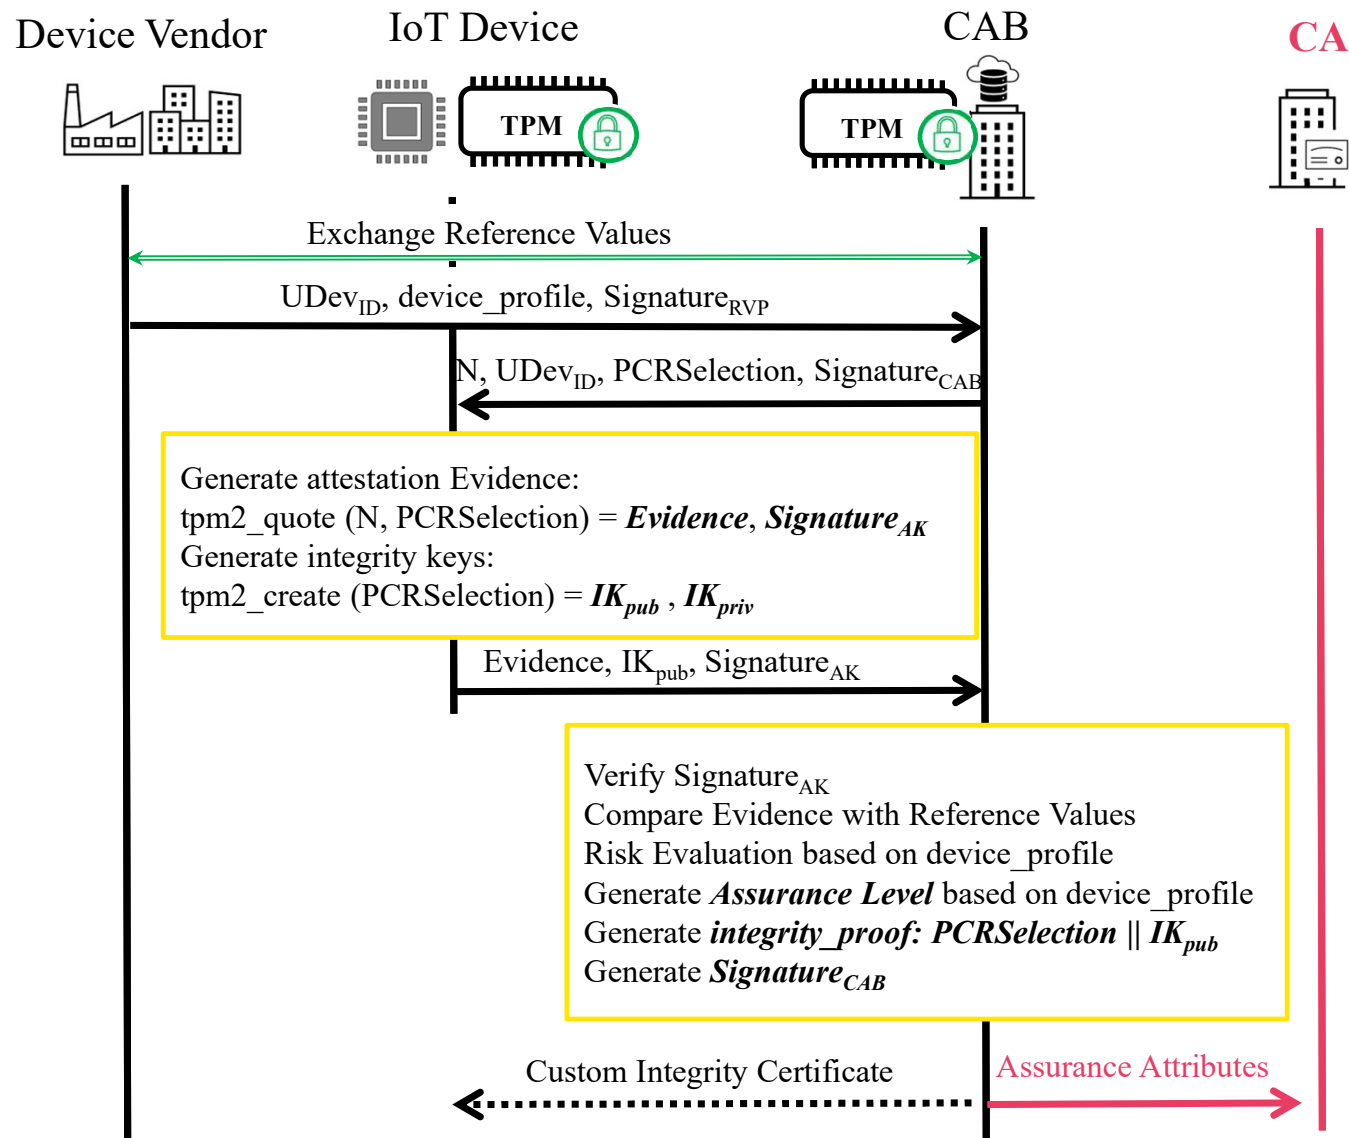 Device Vendor
IoT Device
CAB
CA
TPM
TPM
Exchange Reference Values
UDevID, device_profile, SignatureRVP
N, UDevID, PCRSelection, SignatureCAB
Generate attestation Evidence:
tpm2_quote (N, PCRSelection) = Evidence, SignatureAK
Generate integrity keys:
tpm2_create (PCRSelection) = IKpub , IKpriv
Evidence, IKpub, SignatureAK
Verify SignatureAK
Compare Evidence with Reference Values
Risk Evaluation based on device_profile
Generate Assurance Level based on device_profile
Generate integrity_proof: PCRSelection || IKpub
Generate SignatureCAB
Custom Integrity Certificate
Assurance Attributes